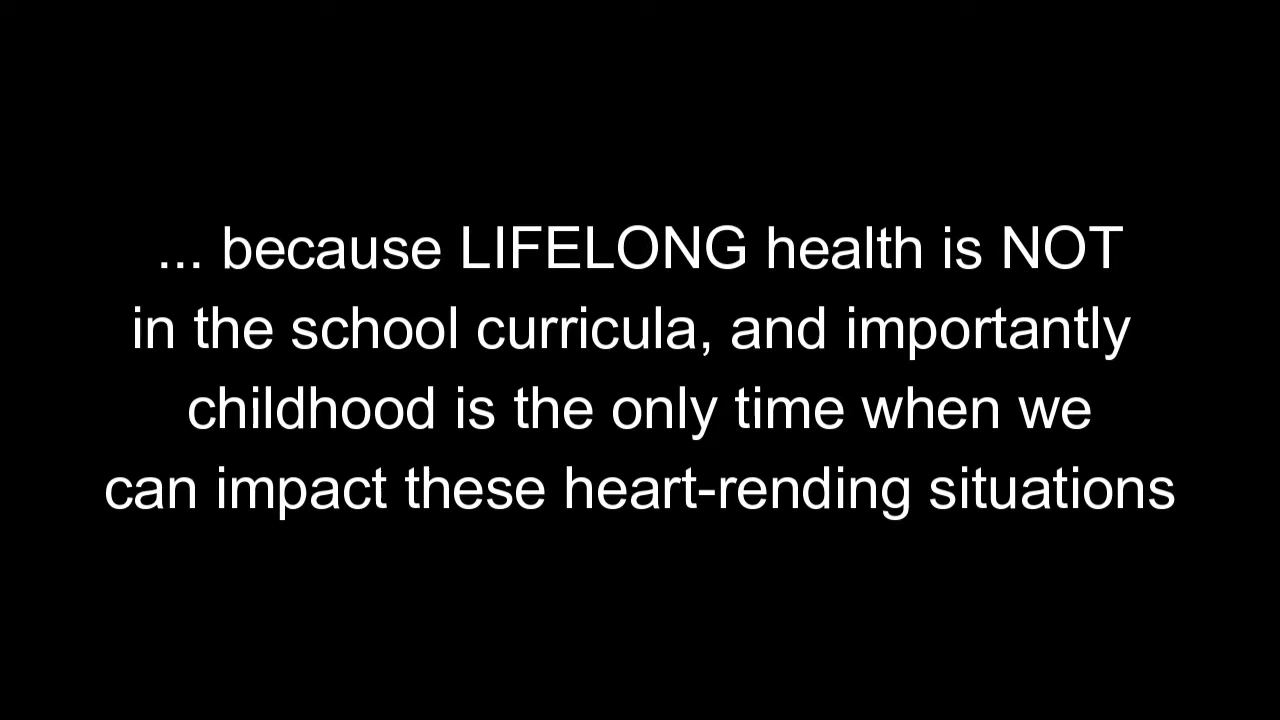 ... because LIFELONG health is NOT
in the school curricula, and importantly
childhood is the only time when we
can impact these heart-rending situations